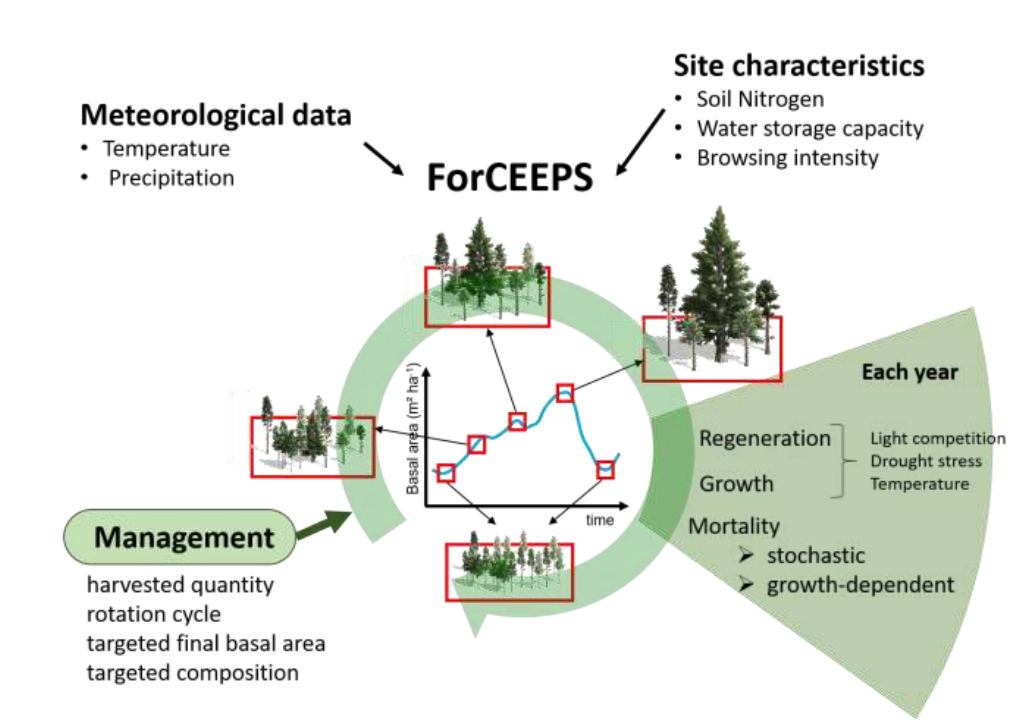 Site characteristics
• Soil Nitrogen
• Water storage capacity
• Browsing intensity
Meteorological data
• Temperature
• Precipitation
ForCEEPS
Basal area (m² ha⁻¹)
time
Each year
Regeneration
Growth
Light competition
Drought stress
Temperature
Mortality
➢ stochastic
➢ growth-dependent
Management
harvested quantity
rotation cycle
targeted final basal area
targeted composition